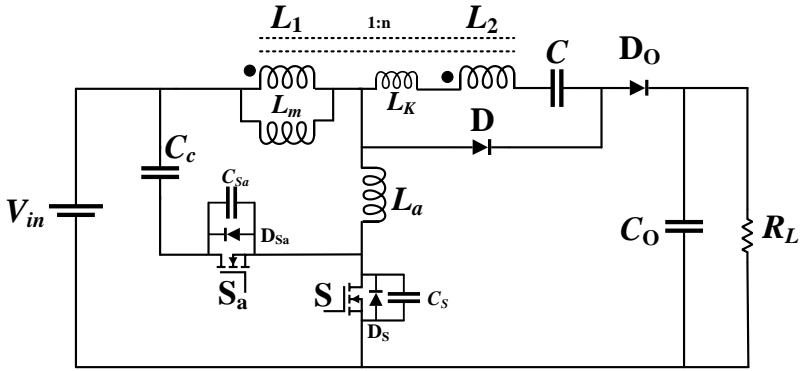 L1 1:n L2
C DO
Lm LK
D
Cc
CSa
La
Vin
DSa
CO RL
Sa
S CS
DS